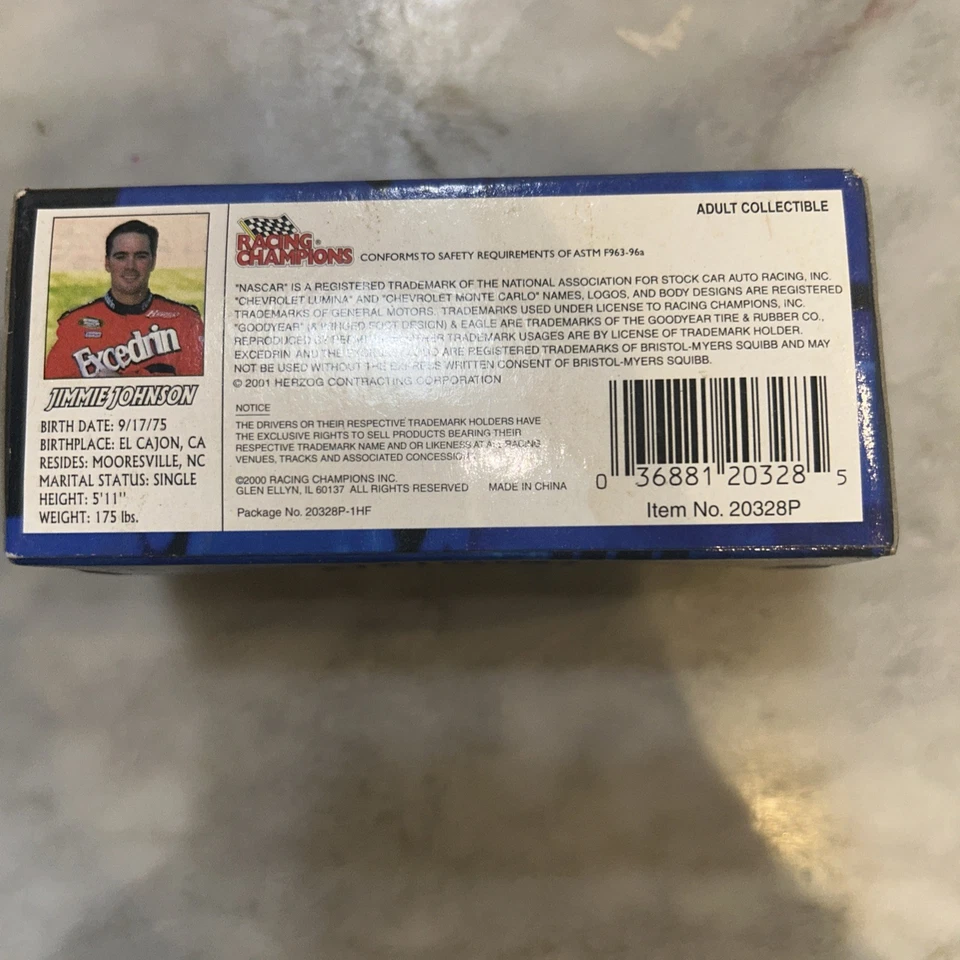 ADULT COLLECTIBLE
RACING
CHAMPIONS
CONFORMS TO SAFETY REQUIREMENTS OF ASTM F963-96a
"NASCAR" IS A REGISTERED TRADEMARK OF THE NATIONAL ASSOCIATION FOR STOCK CAR AUTO RACING, INC.
"CHEVROLET LUMINA" AND "CHEVROLET MONTE CARLO" NAMES, LOGOS, AND BODY DESIGNS ARE REGISTERED
TRADEMARKS OF GENERAL MOTORS. TRADEMARKS USED UNDER LICENSE TO RACING CHAMPIONS, INC.
"GOODYEAR" (& WINGED FOOT DESIGN) & EAGLE ARE TRADEMARKS OF THE GOODYEAR TIRE & RUBBER CO.,
REPRODUCED BY TRADEMARK USAGES ARE BY LICENSE OF TRADEMARK HOLDER.
EXCEDRIN AND THE ARE REGISTERED TRADEMARKS OF BRISTOL-MYERS SQUIBB AND MAY
NOT BE USED WITHOUT THE EXPRESS WRITTEN CONSENT OF BRISTOL-MYERS SQUIBB.
© 2001 HERZOG CONTRACTING CORPORATION
NOTICE
THE DRIVERS OR THEIR RESPECTIVE TRADEMARK HOLDERS HAVE
THE EXCLUSIVE RIGHTS TO SELL PRODUCTS BEARING THEIR
RESPECTIVE TRADEMARK NAME AND OR LIKENESS AT ALL RACING
VENUES, TRACKS AND ASSOCIATED
©2000 RACING CHAMPIONS INC.
GLEN ELLYN, IL 60137 ALL RIGHTS RESERVED MADE IN CHINA
Package No. 20328P-1HF
0 36881 20328 5
Item No. 20328P
Excedrin
JIMMIE JOHNSON
BIRTH DATE: 9/17/75
BIRTHPLACE: EL CAJON, CA
RESIDES: MOORESVILLE, NC
MARITAL STATUS: SINGLE
HEIGHT: 5'11"
WEIGHT: 175 lbs.